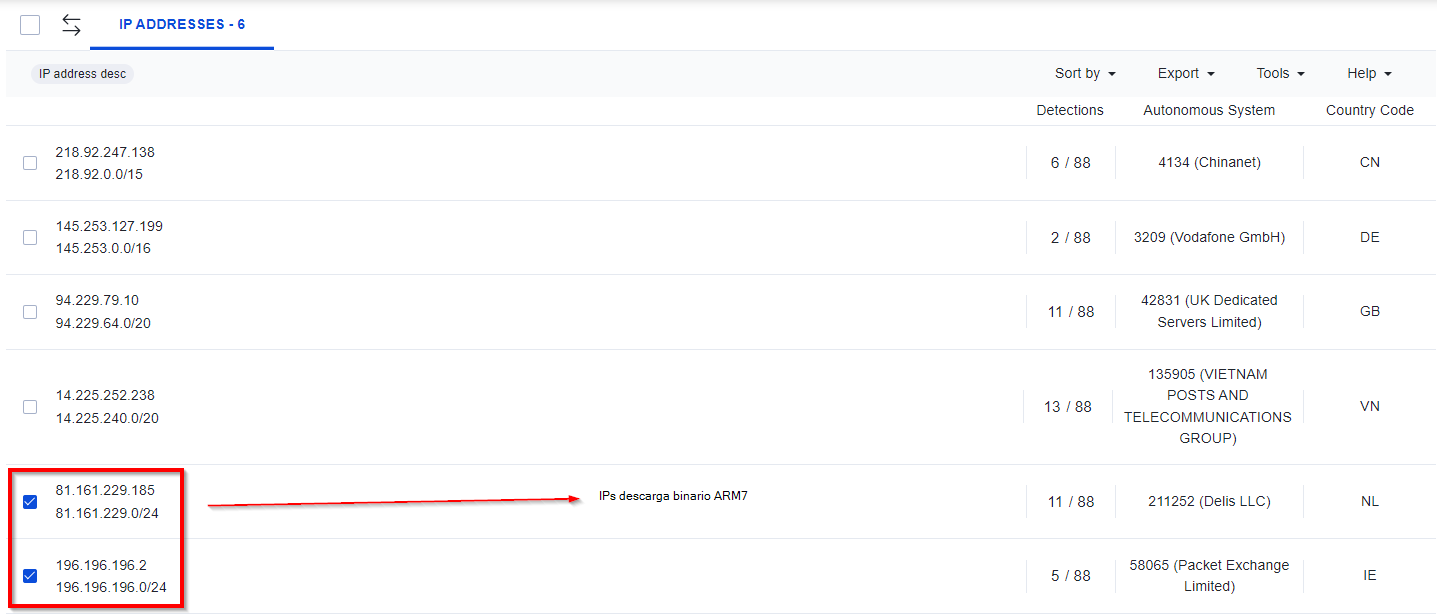 IP ADDRESSES - 6
IP address desc
Sort by
Export
Tools
Help
Detections
Autonomous System
Country Code
218.92.247.138
218.92.0.0/15
6 / 88
4134 (Chinanet)
CN
145.253.127.199
145.253.0.0/16
2 / 88
3209 (Vodafone GmbH)
DE
94.229.79.10
94.229.64.0/20
11 / 88
42831 (UK Dedicated
Servers Limited)
GB
14.225.252.238
14.225.240.0/20
13 / 88
135905 (VIETNAM
POSTS AND
TELECOMMUNICATIONS
GROUP)
VN
81.161.229.185
81.161.229.0/24
IPs descarga binario ARM7
11 / 88
211252 (Delis LLC)
NL
196.196.196.2
196.196.196.0/24
5 / 88
58065 (Packet Exchange
Limited)
IE